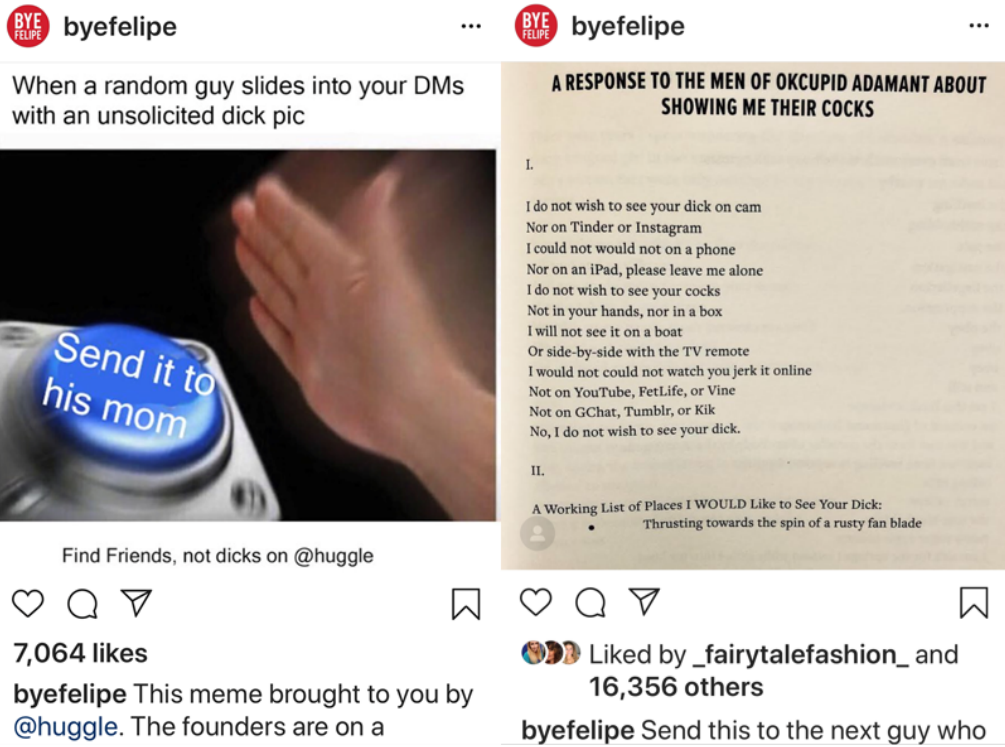 BYE
FELIPE
byefelipe
When a random guy slides into your DMs
with an unsolicited dick pic
Send it to
his mom
Find Friends, not dicks on @huggle
7,064 likes
byefelipe This meme brought to you by
@huggle. The founders are on a
BYE
FELIPE
byefelipe
A RESPONSE TO THE MEN OF OKCUPID ADAMANT ABOUT
SHOWING ME THEIR COCKS
I.
I do not wish to see your dick on cam
Nor on Tinder or Instagram
I could not would not on a phone
Nor on an iPad, please leave me alone
I do not wish to see your cocks
Not in your hands, nor in a box
I will not see it on a boat
Or side-by-side with the TV remote
I would not could not watch you jerk it online
Not on YouTube, FetLife, or Vine
Not on GChat, Tumblr, or Kik
No, I do not wish to see your dick.
II.
A Working List of Places I WOULD Like to See Your Dick:
• Thrusting towards the spin of a rusty fan blade
Liked by _fairytalefashion_ and
16,356 others
byefelipe Send this to the next guy who